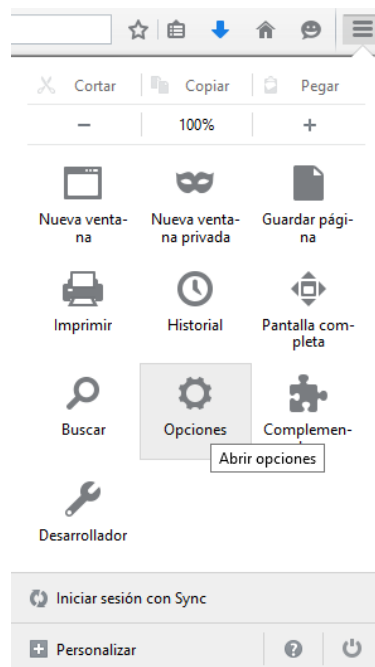 Cortar Copiar Pegar
− 100% +
Nueva venta- Nueva venta- Guardar pági-
na na privada na
Imprimir Historial Pantalla com-
pleta
Buscar Opciones Complemen-
Abrir opciones
Desarrollador
Iniciar sesión con Sync
Personalizar